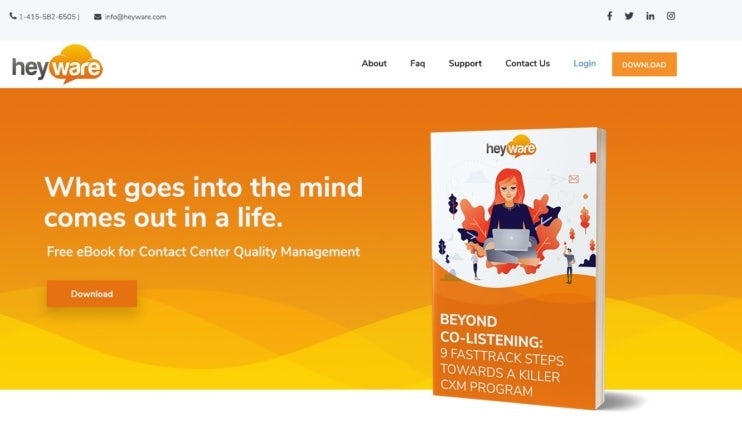 1-415-582-6505 | info@heyware.com
heyware
About Faq Support Contact Us Login DOWNLOAD
What goes into the mind
comes out in a life.
Free eBook for Contact Center Quality Management
Download
heyware
BEYOND
CO-LISTENING:
9 FASTTRACK STEPS
TOWARDS A KILLER
CXM PROGRAM